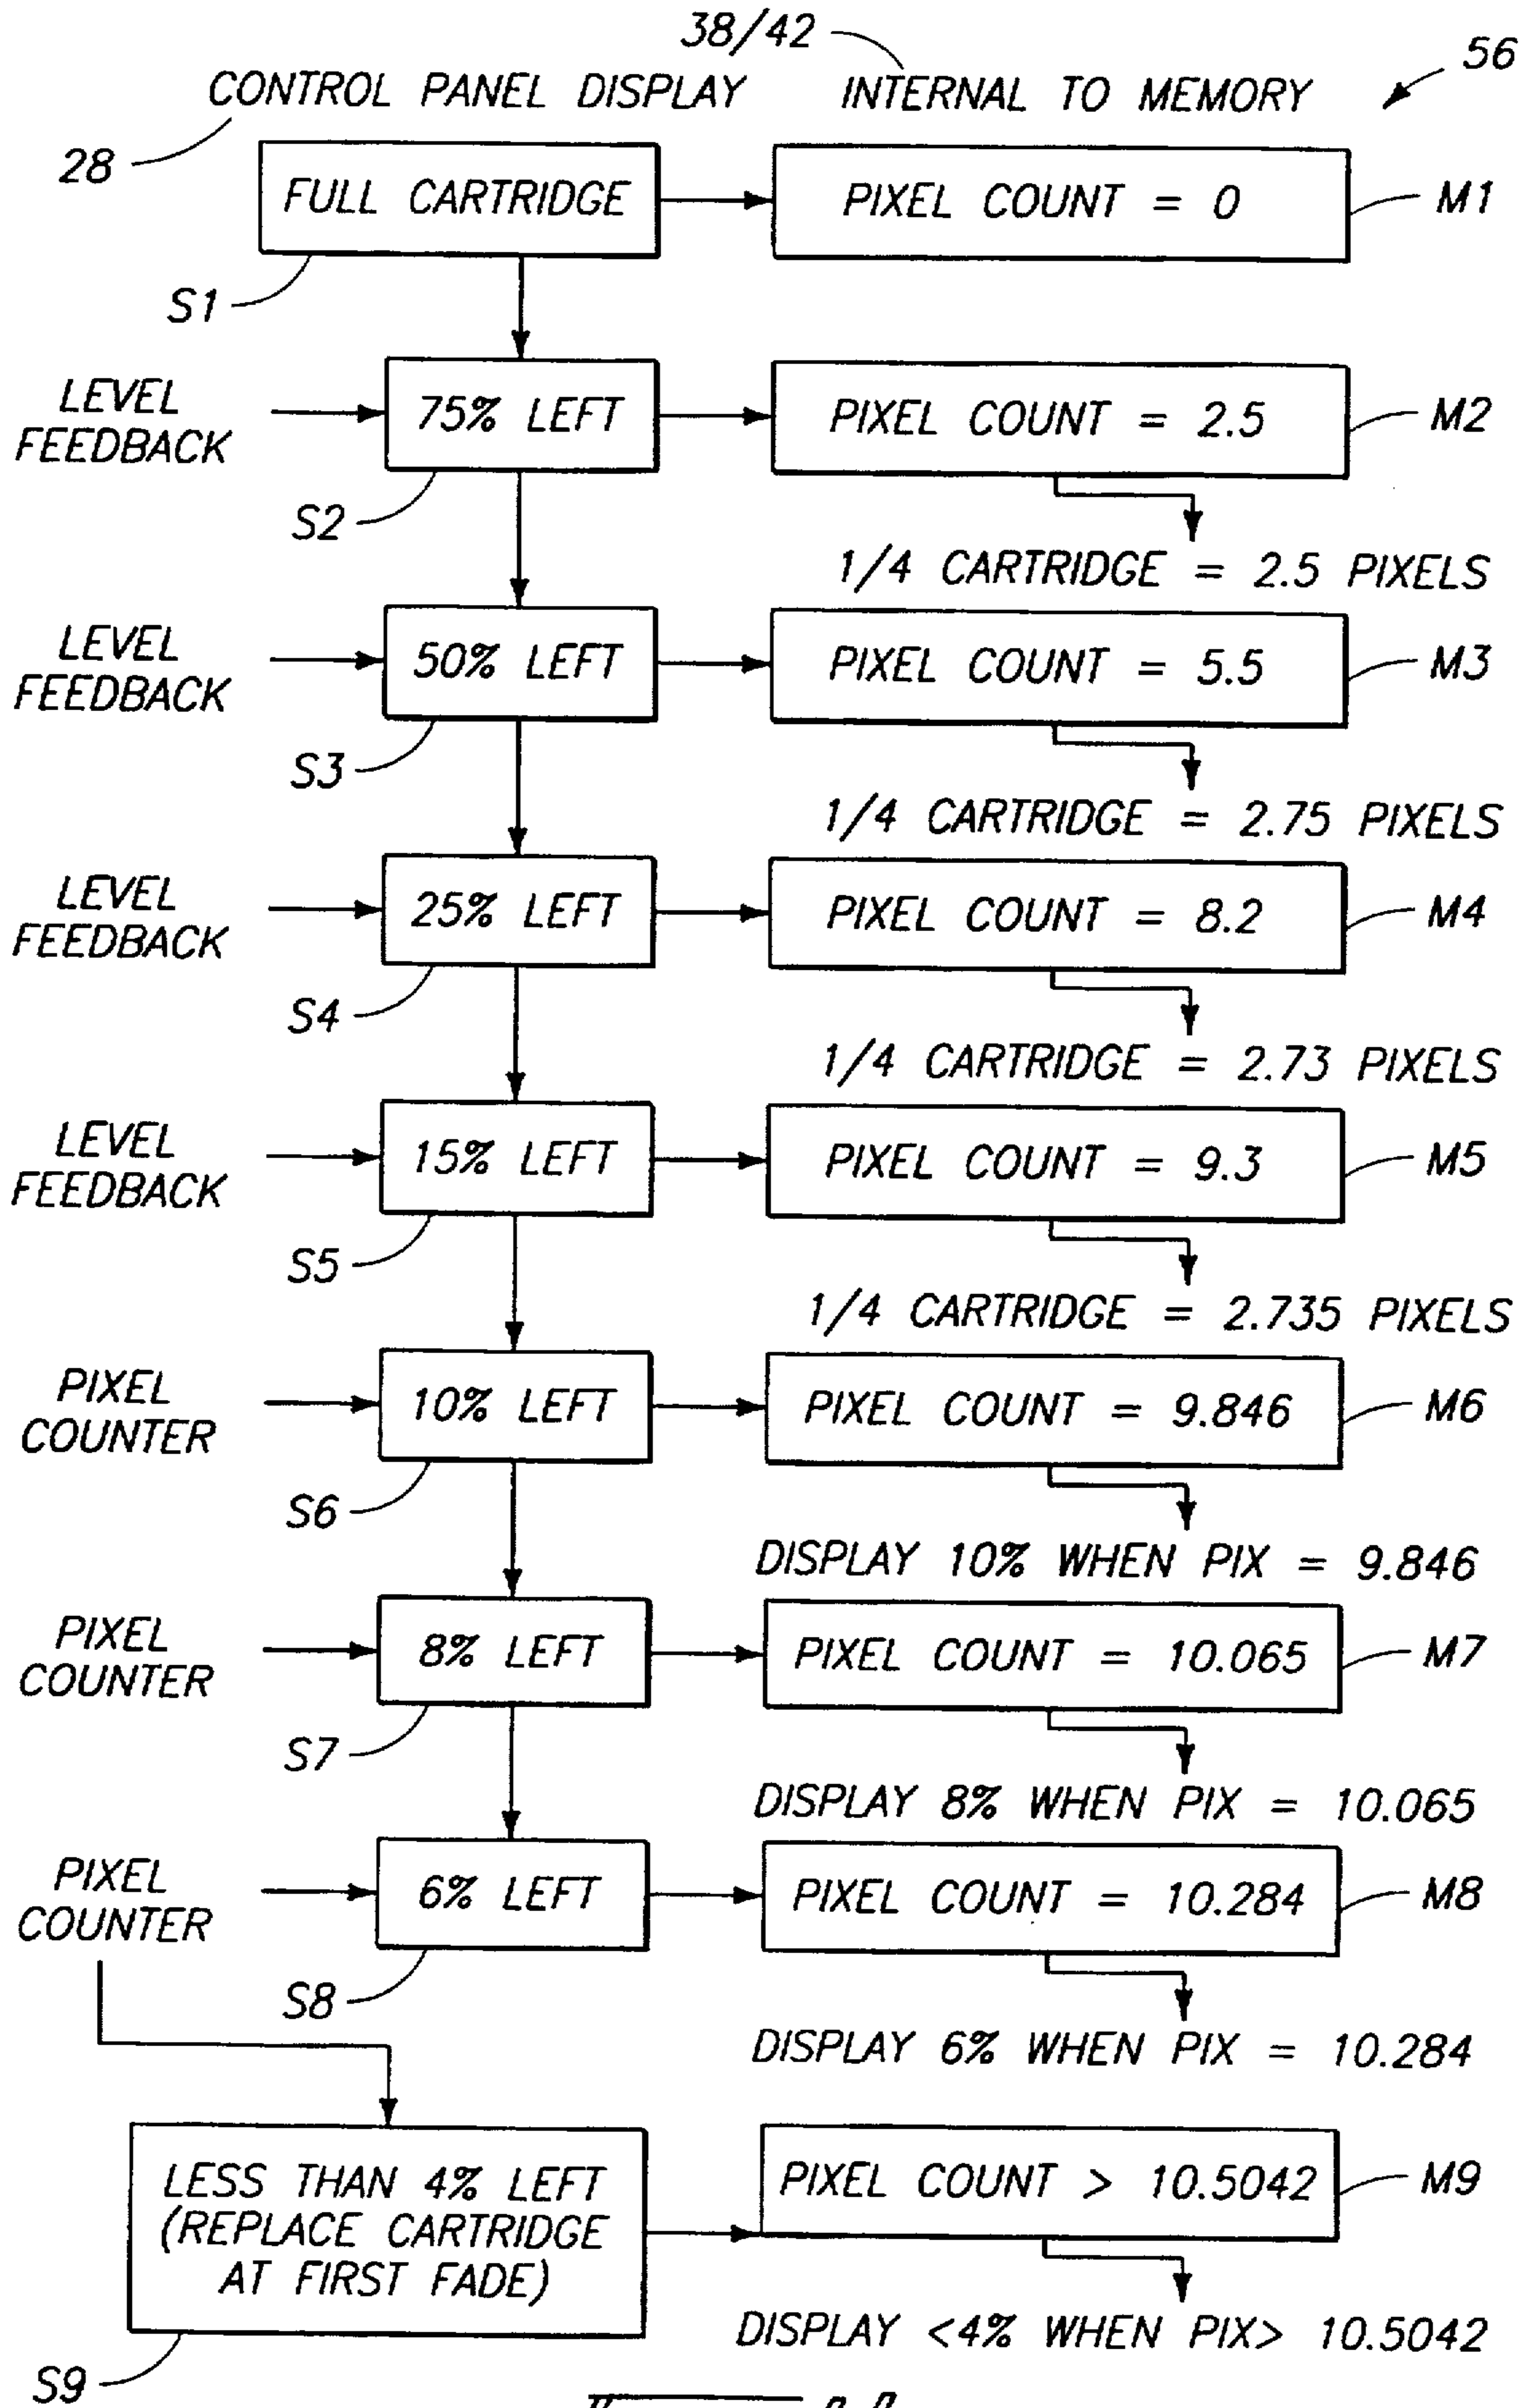 38/42
56
CONTROL PANEL DISPLAY
INTERNAL TO MEMORY
28
FULL CARTRIDGE
PIXEL COUNT = 0
M1
S1
LEVEL
FEEDBACK
75% LEFT
PIXEL COUNT = 2.5
M2
S2
1/4 CARTRIDGE = 2.5 PIXELS
LEVEL
FEEDBACK
50% LEFT
PIXEL COUNT = 5.5
M3
S3
1/4 CARTRIDGE = 2.75 PIXELS
LEVEL
FEEDBACK
25% LEFT
PIXEL COUNT = 8.2
M4
S4
1/4 CARTRIDGE = 2.73 PIXELS
LEVEL
FEEDBACK
15% LEFT
PIXEL COUNT = 9.3
M5
S5
1/4 CARTRIDGE = 2.735 PIXELS
PIXEL
COUNTER
10% LEFT
PIXEL COUNT = 9.846
M6
S6
DISPLAY 10% WHEN PIX = 9.846
PIXEL
COUNTER
8% LEFT
PIXEL COUNT = 10.065
M7
S7
DISPLAY 8% WHEN PIX = 10.065
PIXEL
COUNTER
6% LEFT
PIXEL COUNT = 10.284
M8
S8
DISPLAY 6% WHEN PIX = 10.284
LESS THAN 4% LEFT
(REPLACE CARTRIDGE
AT FIRST FADE)
PIXEL COUNT > 10.5042
M9
S9
DISPLAY <4% WHEN PIX> 10.5042